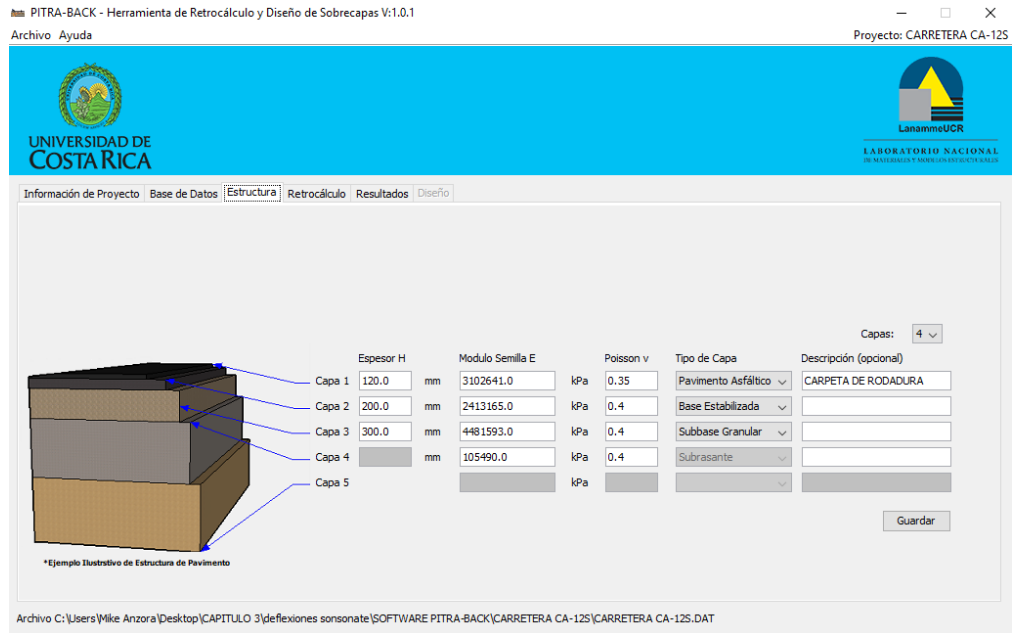 PITRA-BACK - Herramienta de Retrocálculo y Diseño de Sobrecapas V:1.0.1
Archivo Ayuda
Proyecto: CARRETERA CA-12S
UNIVERSIDAD DE
COSTA RICA
LanammeUCR
LABORATORIO NACIONAL
DE MATERIALES Y MODELOS ESTRUCTURALES
Información de Proyecto Base de Datos Estructura Retrocálculo Resultados Diseño
Capas: 4
Espesor H Modulo Semilla E Poisson v Tipo de Capa Descripción (opcional)
Capa 1 120.0 mm 3102641.0 kPa 0.35 Pavimento Asfáltico CARPETA DE RODADURA
Capa 2 200.0 mm 2413165.0 kPa 0.4 Base Estabilizada
Capa 3 300.0 mm 4481593.0 kPa 0.4 Subbase Granular
Capa 4 mm 105490.0 kPa 0.4 Subrasante
Capa 5 kPa
Guardar
*Ejemplo Ilustrstivo de Estructura de Pavimento
Archivo C:\Users\Mike Anzora\Desktop\CAPITULO 3\deflexiones sonsonate\SOFTWARE PITRA-BACK\CARRETERA CA-12S\CARRETERA CA-12S.DAT